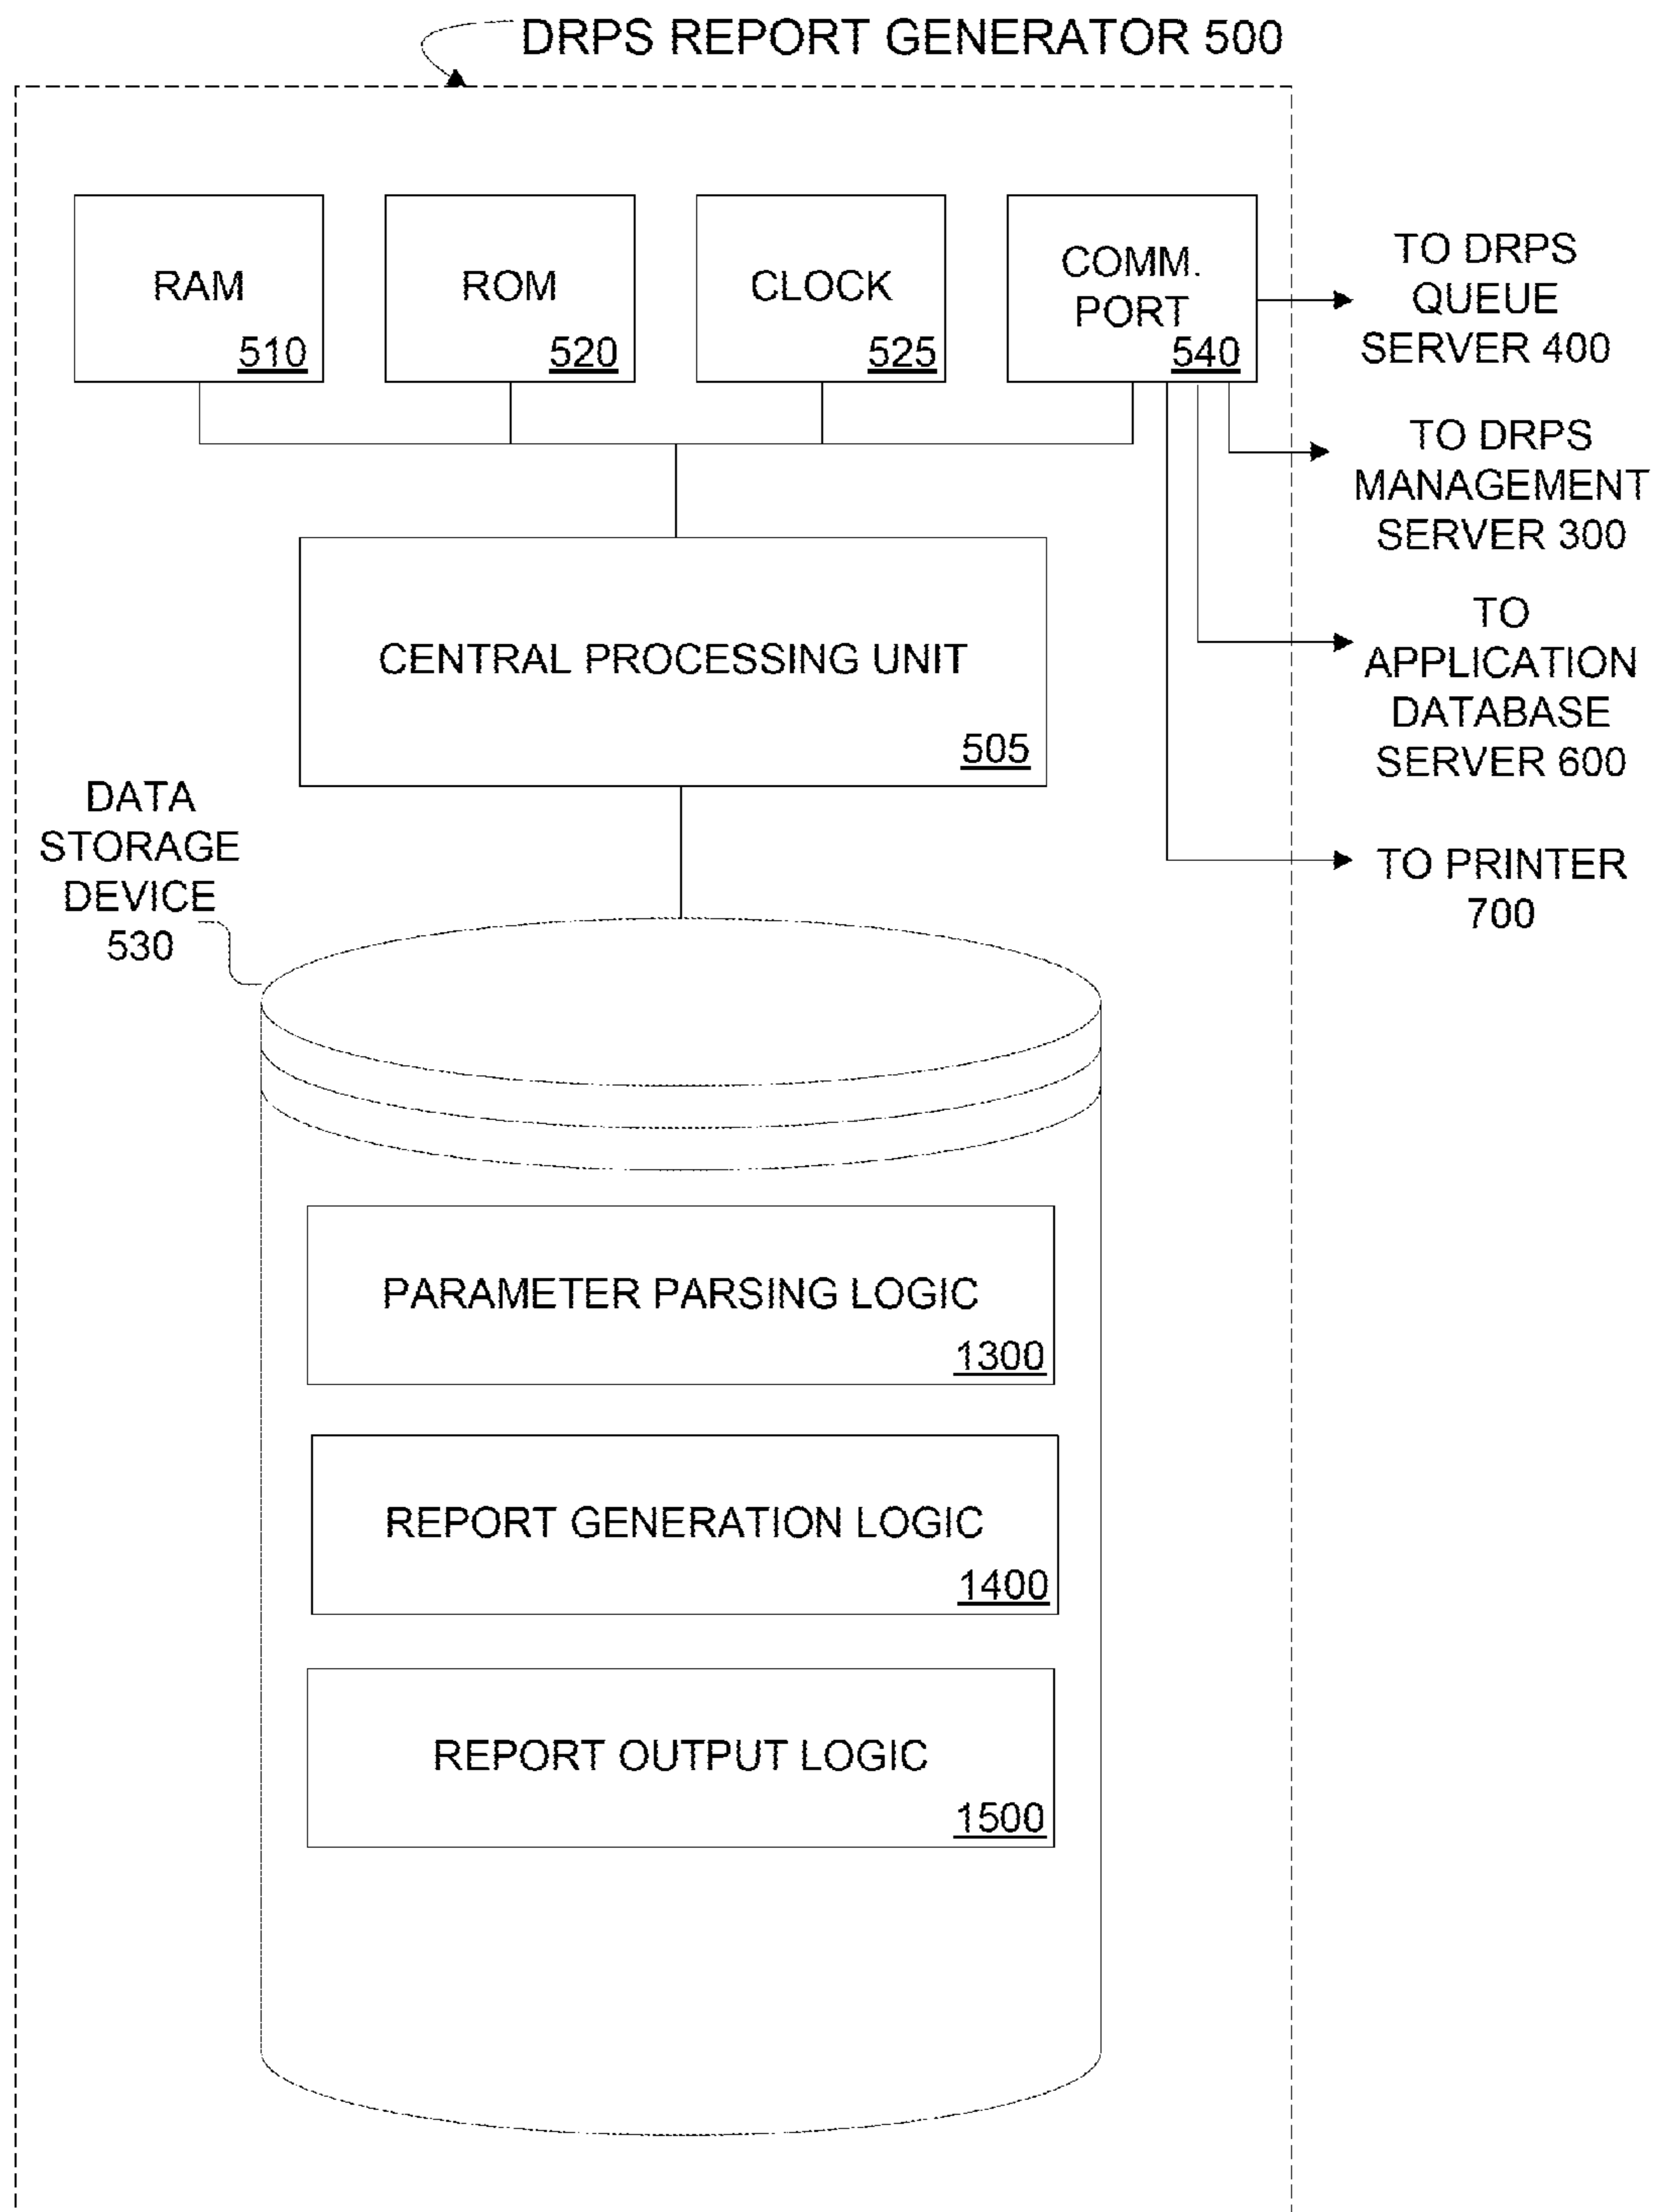 DRPS REPORT GENERATOR 500
RAM
510
ROM
520
CLOCK
525
COMM.
PORT
540
TO DRPS
QUEUE
SERVER 400
TO DRPS
MANAGEMENT
SERVER 300
TO
APPLICATION
DATABASE
SERVER 600
TO PRINTER
700
CENTRAL PROCESSING UNIT
505
DATA
STORAGE
DEVICE
530
PARAMETER PARSING LOGIC
1300
REPORT GENERATION LOGIC
1400
REPORT OUTPUT LOGIC
1500